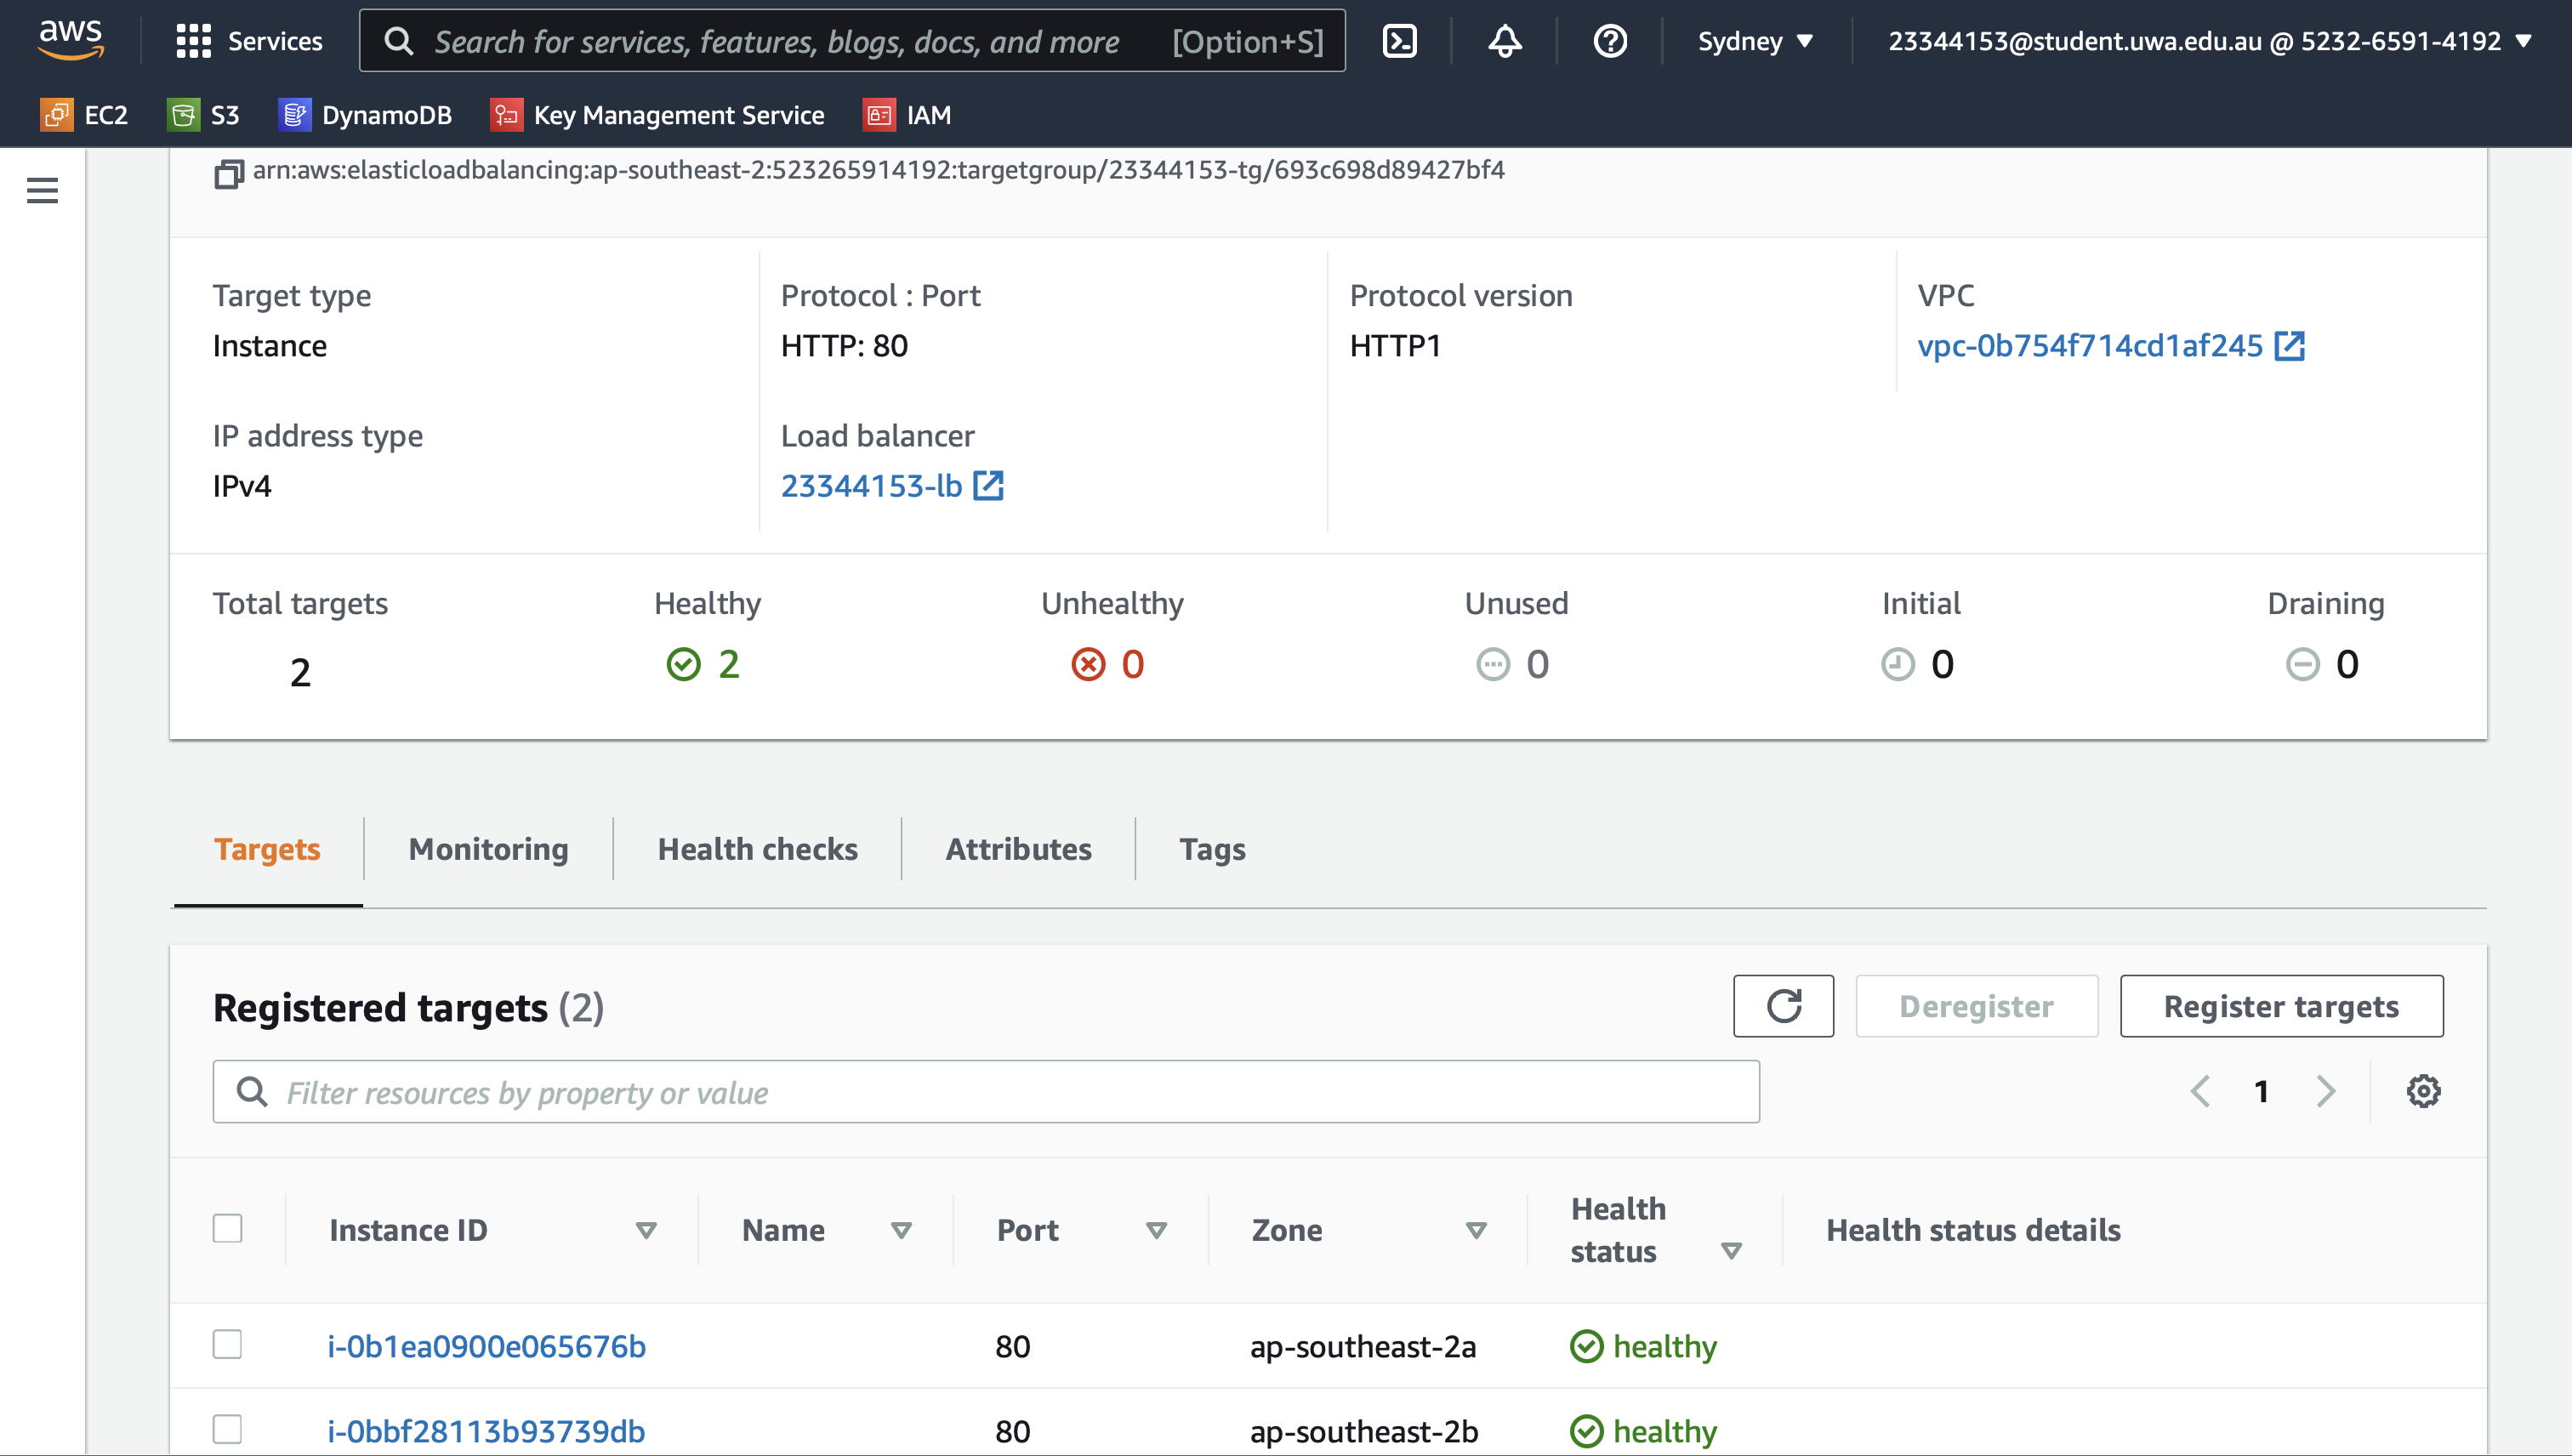 aws Services Search for services, features, blogs, docs, and more [Option+S] Sydney 23344153@student.uwa.edu.au @ 5232-6591-4192
EC2 S3 DynamoDB Key Management Service IAM
arn:aws:elasticloadbalancing:ap-southeast-2:523265914192:targetgroup/23344153-tg/693c698d89427bf4
Target type Protocol : Port Protocol version VPC
Instance HTTP: 80 HTTP1 vpc-0b754f714cd1af245
IP address type Load balancer
IPv4 23344153-lb
Total targets Healthy Unhealthy Unused Initial Draining
2 2 0 0 0 0
Targets Monitoring Health checks Attributes Tags
Registered targets (2) Deregister Register targets
Filter resources by property or value 1
Instance ID Name Port Zone Health status Health status details
i-0b1ea0900e065676b 80 ap-southeast-2a healthy
i-0bbf28113b93739db 80 ap-southeast-2b healthy